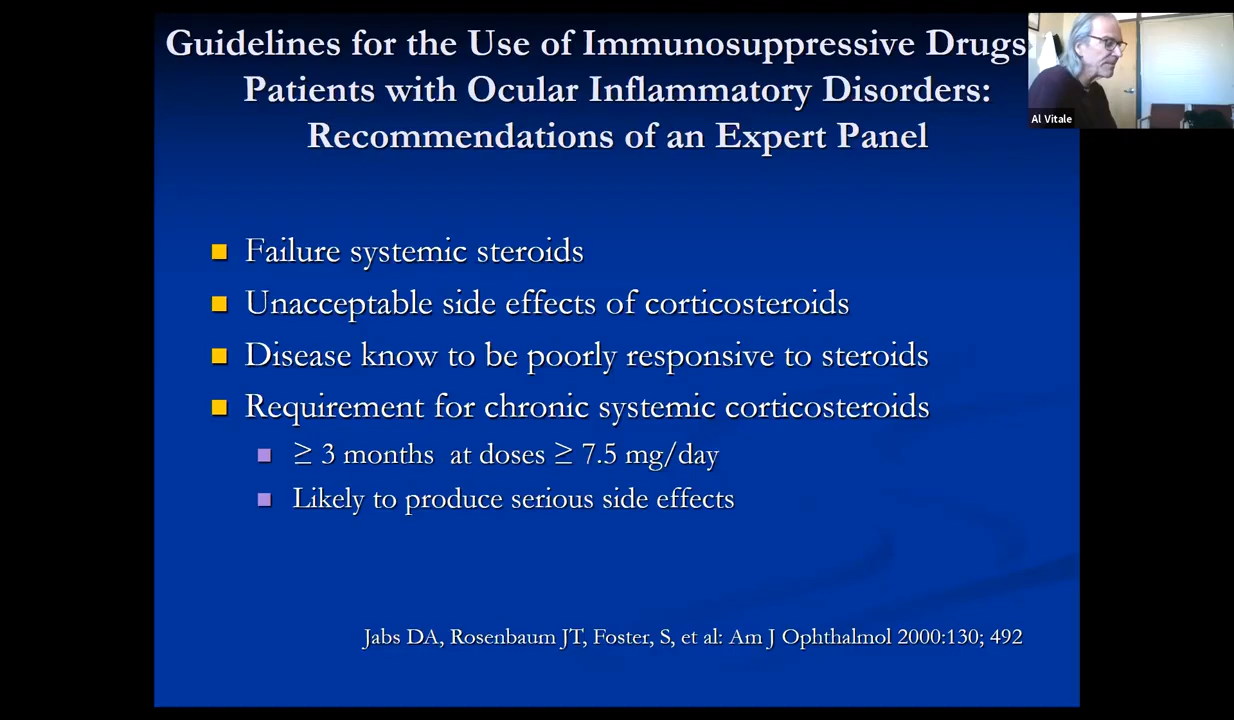 Guidelines for the Use of Immunosuppressive Drugs
Patients with Ocular Inflammatory Disorders:
Recommendations of an Expert Panel
Al Vitale
Failure systemic steroids
Unacceptable side effects of corticosteroids
Disease know to be poorly responsive to steroids
Requirement for chronic systemic corticosteroids
≥ 3 months at doses ≥ 7.5 mg/day
Likely to produce serious side effects
Jabs DA, Rosenbaum JT, Foster, S, et al: Am J Ophthalmol 2000:130; 492